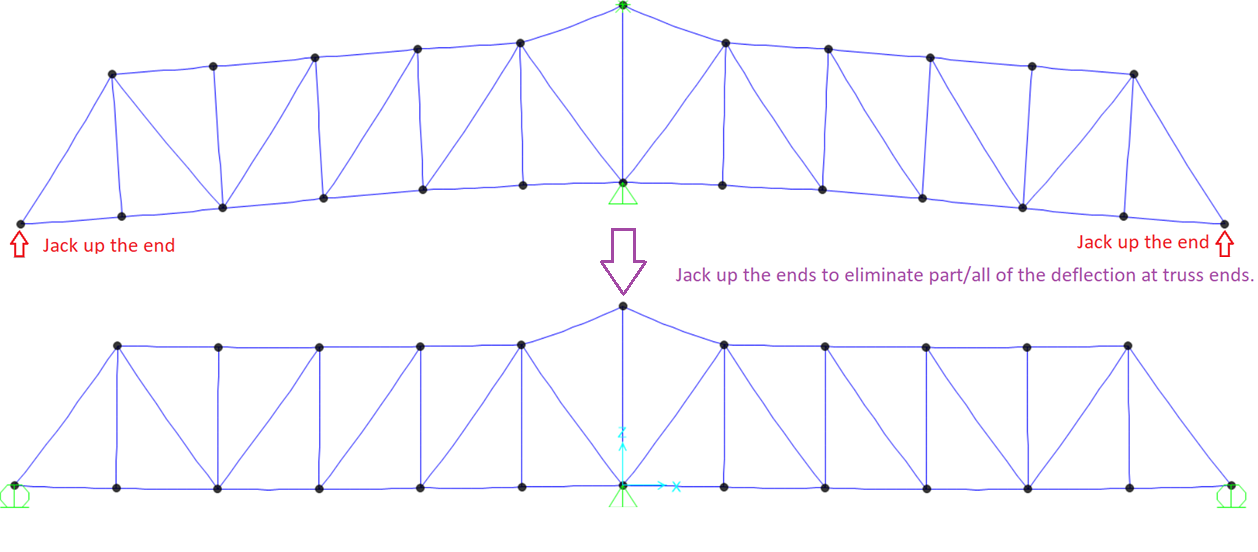 Jack up the end
Jack up the end
Jack up the ends to eliminate part/all of the deflection at truss ends.
Z
X